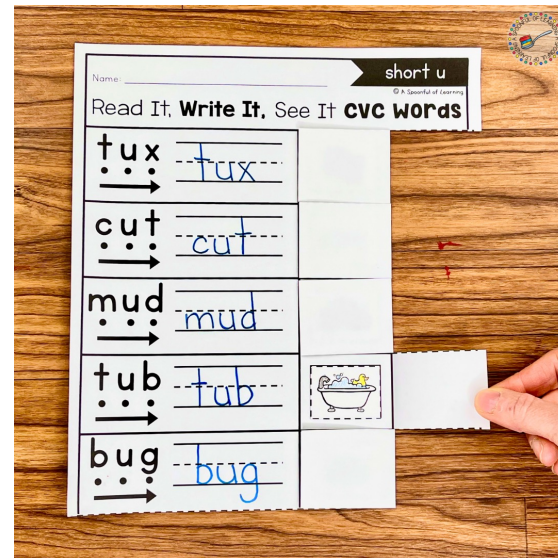 short u
Name:
© A Spoonful of Learning
Read It, Write It, See It CVC Words
tux tux
cut cut
mud mud
tub tub
bug bug